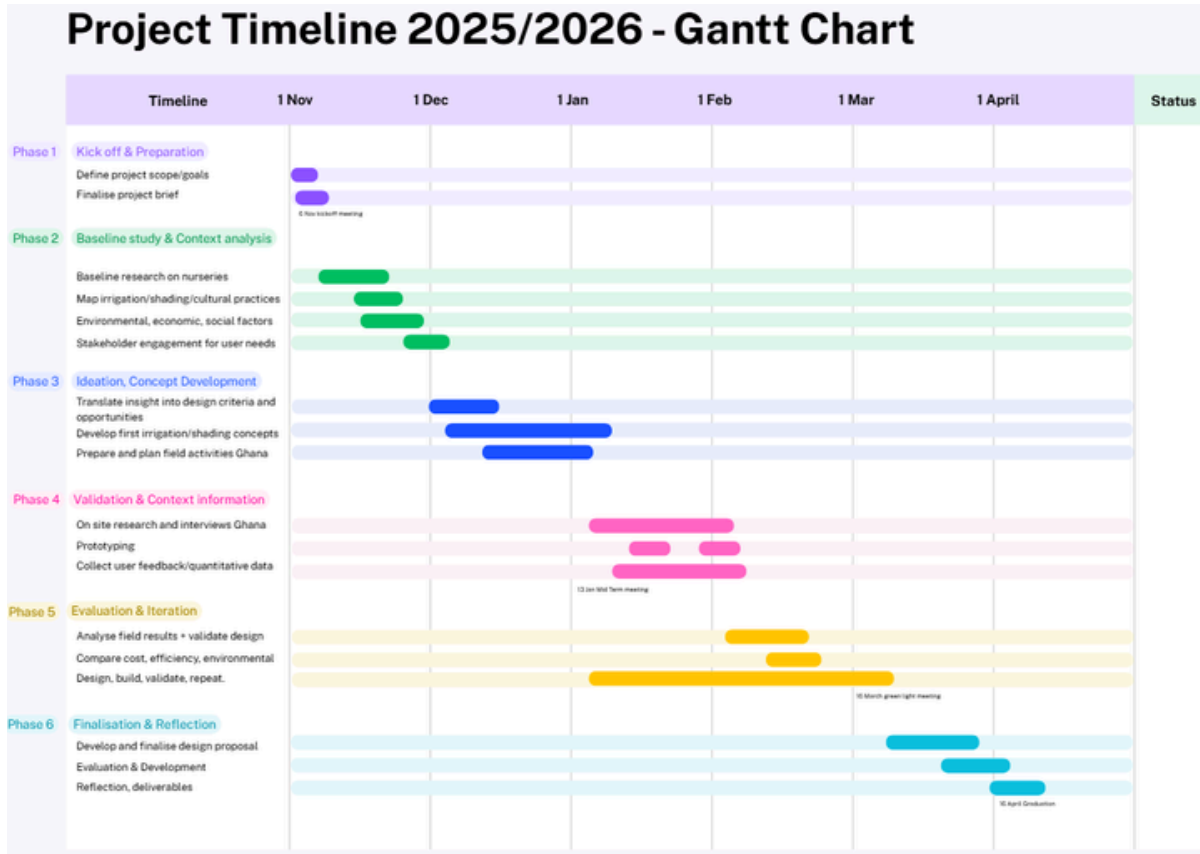 Project Timeline 2025/2026 - Gantt Chart
Timeline 1 Nov 1 Dec 1 Jan 1 Feb 1 Mar 1 April Status
Phase 1 Kick off & Preparation
Define project scope/goals
Finalise project brief
6 Nov kickoff meeting
Phase 2 Baseline study & Context analysis
Baseline research on nurseries
Map irrigation/shading/cultural practices
Environmental, economic, social factors
Stakeholder engagement for user needs
Phase 3 Ideation, Concept Development
Translate insight into design criteria and
opportunities
Develop first irrigation/shading concepts
Prepare and plan field activities Ghana
Phase 4 Validation & Context information
On site research and interviews Ghana
Prototyping
Collect user feedback/quantitative data
13 Jan Mid Term meeting
Phase 5 Evaluation & Iteration
Analyse field results + validate design
Compare cost, efficiency, environmental
Design, build, validate, repeat.
16 March green light meeting
Phase 6 Finalisation & Reflection
Develop and finalise design proposal
Evaluation & Development
Reflection, deliverables
16 April Graduation